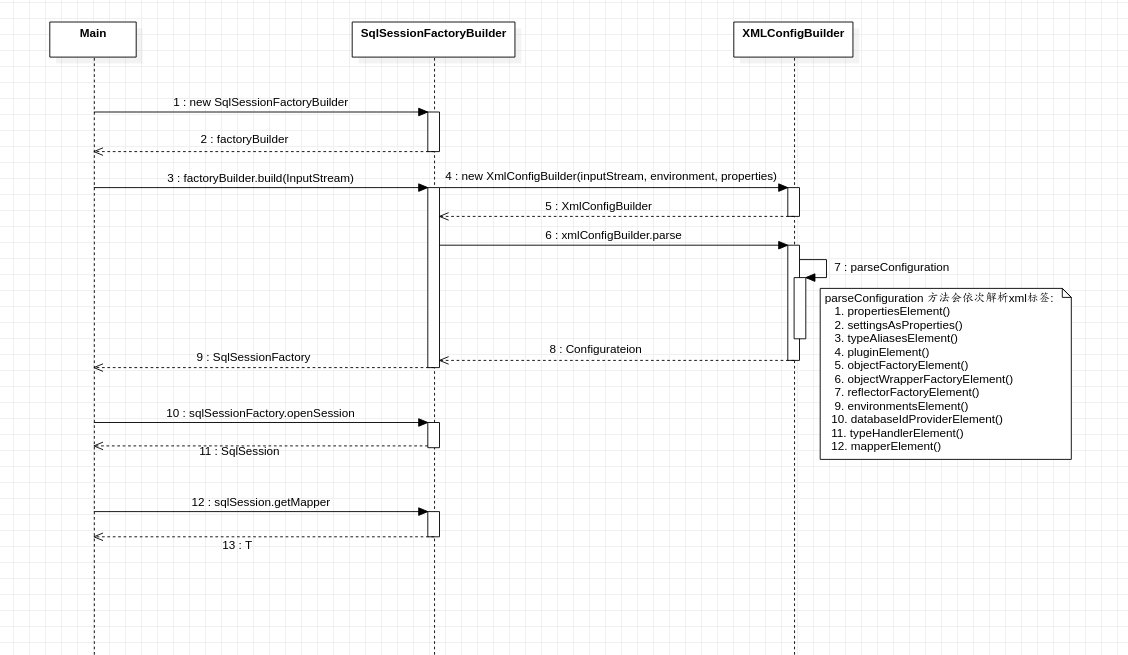 Main
SqlSessionFactoryBuilder
XMLConfigBuilder
1 : new SqlSessionFactoryBuilder
2 : factoryBuilder
3 : factoryBuilder.build(InputStream)
4 : new XmlConfigBuilder(inputStream, environment, properties)
5 : XmlConfigBuilder
6 : xmlConfigBuilder.parse
7 : parseConfiguration
parseConfiguration 方法会依次解析xml标签:
1. propertiesElement()
2. settingsAsProperties()
3. typeAliasesElement()
4. pluginElement()
5. objectFactoryElement()
6. objectWrapperFactoryElement()
7. reflectorFactoryElement()
9. environmentsElement()
10. databaseIdProviderElement()
11. typeHandlerElement()
12. mapperElement()
8 : Configurateion
9 : SqlSessionFactory
10 : sqlSessionFactory.openSession
11 : SqlSession
12 : sqlSession.getMapper
13 : T